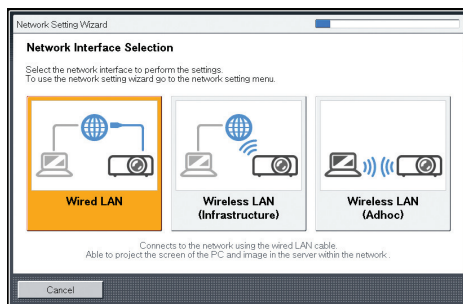 Network Setting Wizard
Network Interface Selection
Select the network interface to perform the settings.
To use the network setting wizard go to the network setting menu.
Wired LAN
Wireless LAN
(Infrastructure)
Wireless LAN
(Adhoc)
Connects to the network using the wired LAN cable.
Able to project the screen of the PC and image in the server within the network.
Cancel